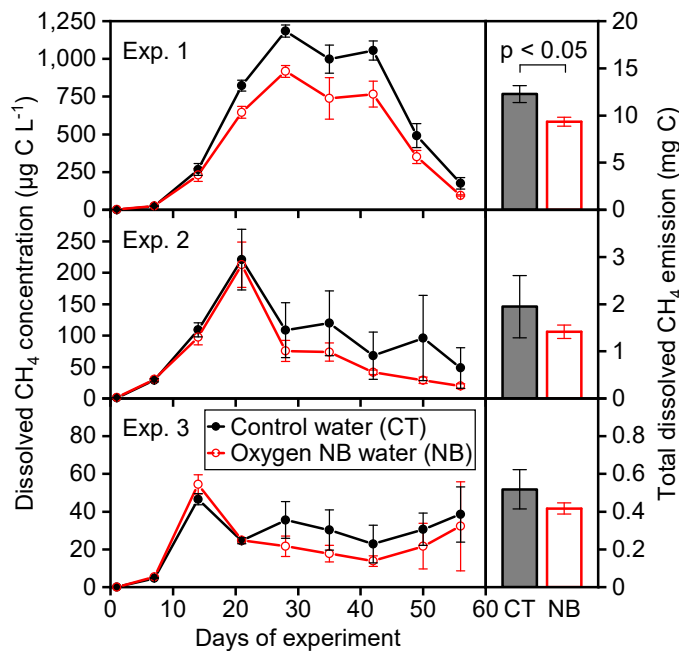 Dissolved CH4 concentration (µg C L−1)
Exp. 1
1,250
1,000
750
500
250
0
p < 0.05
20
15
10
5
0
Exp. 2
250
200
150
100
50
0
3
2
1
0
Exp. 3
Control water (CT)
Oxygen NB water (NB)
80
60
40
20
0
0.8
0.6
0.4
0.2
0
0 10 20 30 40 50 60
CT NB
Days of experiment
Total dissolved CH4 emission (mg C)